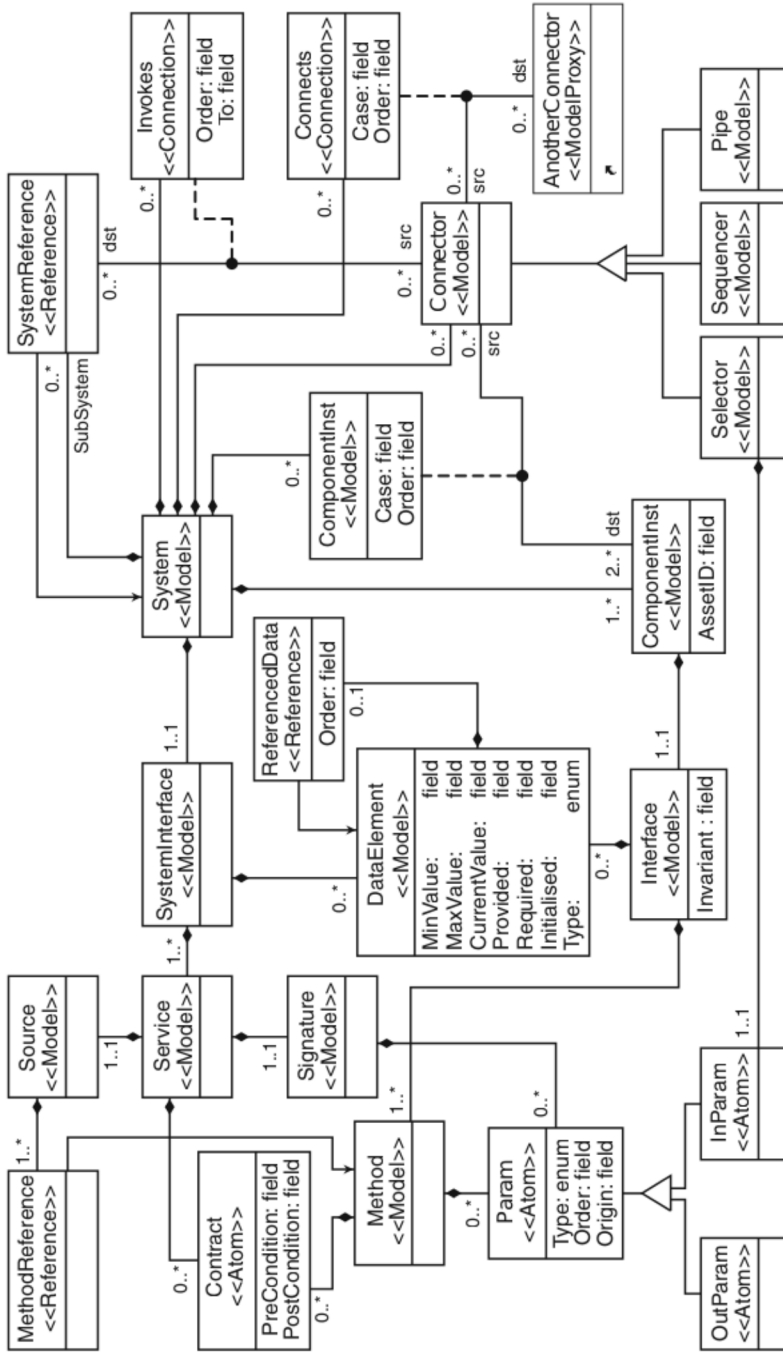 MethodReference
<<Reference>>
1..*
Source
<<Model>>
1..1
SystemReference
<<Reference>>
0..*
SubSystem
dst
0..*
Invokes
<<Connection>>
Order: field
To: field
0..*
Contract
<<Atom>>
PreCondition: field
PostCondition: field
0..*
0..*
Service
<<Model>>
1..*
1..1
SystemInterface
<<Model>>
1..1
System
<<Model>>
Signature
<<Model>>
0..*
ReferencedData
<<Reference>>
Order: field
0..1
ComponentInst
<<Model>>
Case: field
Order: field
0..*
Connects
<<Connection>>
Case: field
Order: field
0..*
Method
<<Model>>
1..*
0..*
DataElement
<<Model>>
MinValue: field
MaxValue: field
CurrentValue: field
Provided: field
Required: field
Initialised: field
Type: enum
0..*
0..*
Connector
<<Model>>
0..*
src
0..*
0..*
src
0..*
src
AnotherConnector
<<ModelProxy>>
0..*
dst
Param
<<Atom>>
Type: enum
Order: field
Origin: field
Interface
<<Model>>
Invariant : field
1..1
ComponentInst
<<Model>>
AssetID: field
1..*
2..*
dst
OutParam
<<Atom>>
InParam
<<Atom>>
1..1
Selector
<<Model>>
Sequencer
<<Model>>
Pipe
<<Model>>